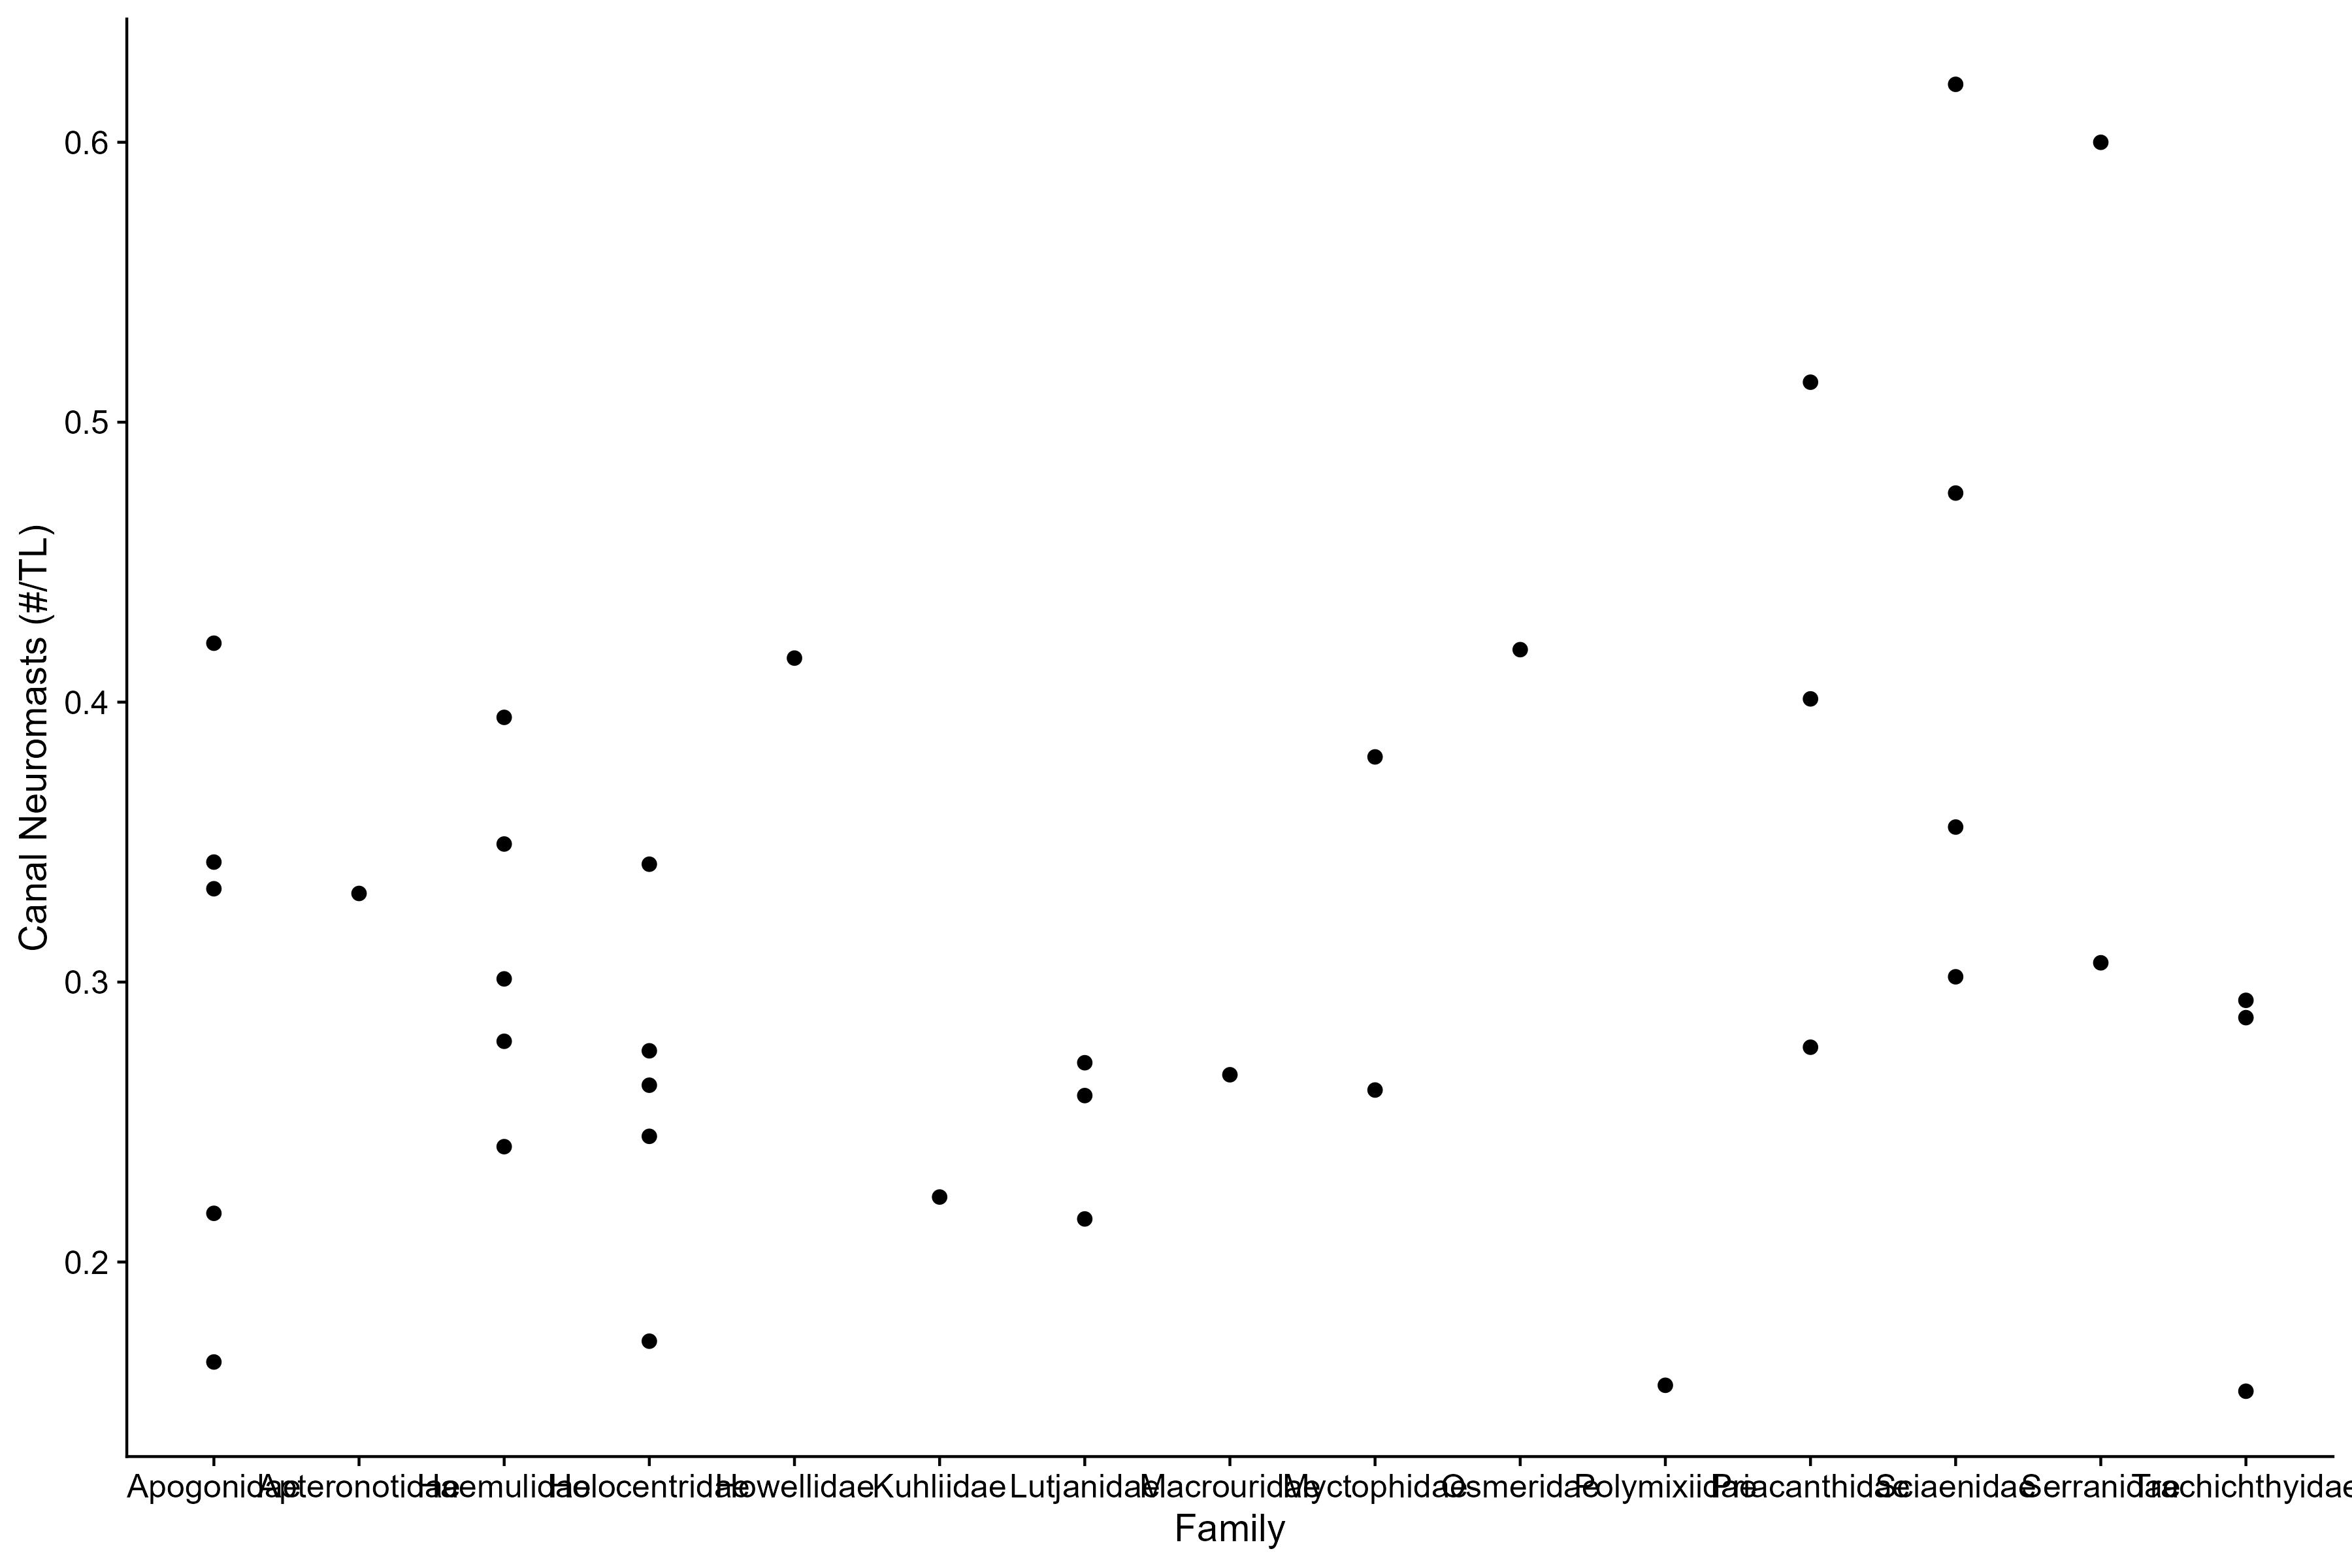 0.6
0.5
0.4
0.3
0.2
Canal Neuromasts (#/TL)
Apogonidae Apteronotidae Haemulidae Holocentridae Howellidae Kuhliidae Lutjanidae Macrouridae Myctophidae Osmeridae Polymixiidae Priacanthidae Sciaenidae Serranidae Trachichthyidae
Family